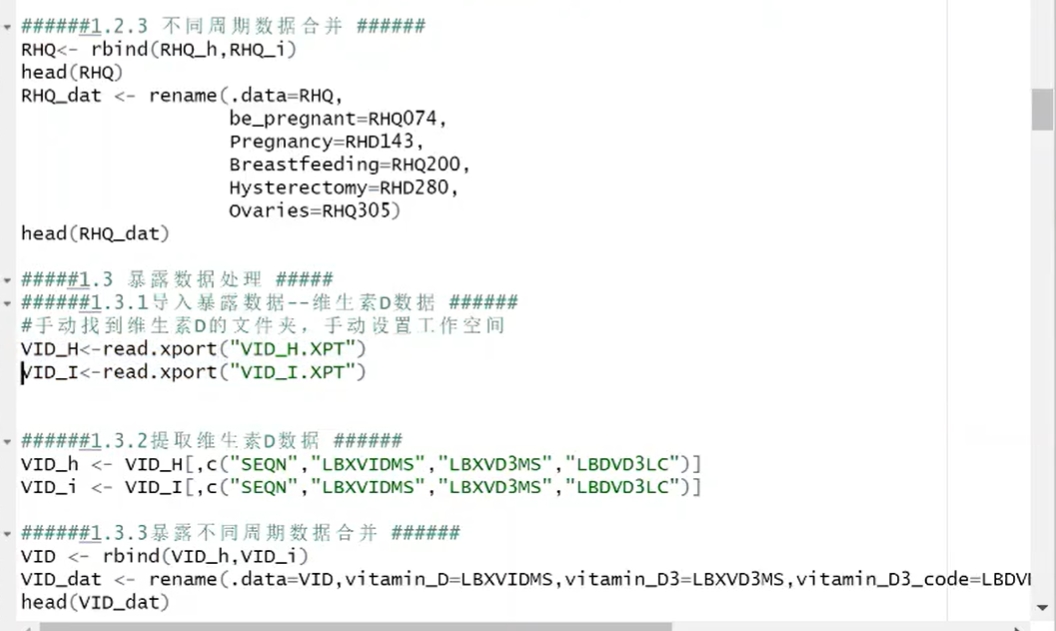 ######1.2.3 不同周期数据合并 ######
RHQ<- rbind(RHQ_h,RHQ_i)
head(RHQ)
RHQ_dat <- rename(.data=RHQ,
be_pregnant=RHQ074,
Pregnancy=RHD143,
Breastfeeding=RHQ200,
Hysterectomy=RHD280,
Ovaries=RHQ305)
head(RHQ_dat)
#####1.3 暴露数据处理 #####
######1.3.1导入暴露数据--维生素D数据 ######
#手动找到维生素D的文件夹，手动设置工作空间
VID_H<-read.xport("VID_H.XPT")
VID_I<-read.xport("VID_I.XPT")
######1.3.2提取维生素D数据 ######
VID_h <- VID_H[,c("SEQN","LBXVIDMS","LBXVD3MS","LBDVD3LC")]
VID_i <- VID_I[,c("SEQN","LBXVIDMS","LBXVD3MS","LBDVD3LC")]
######1.3.3暴露不同周期数据合并 ######
VID <- rbind(VID_h,VID_i)
VID_dat <- rename(.data=VID,vitamin_D=LBXVIDMS,vitamin_D3=LBXVD3MS,vitamin_D3_code=LBDV
head(VID_dat)